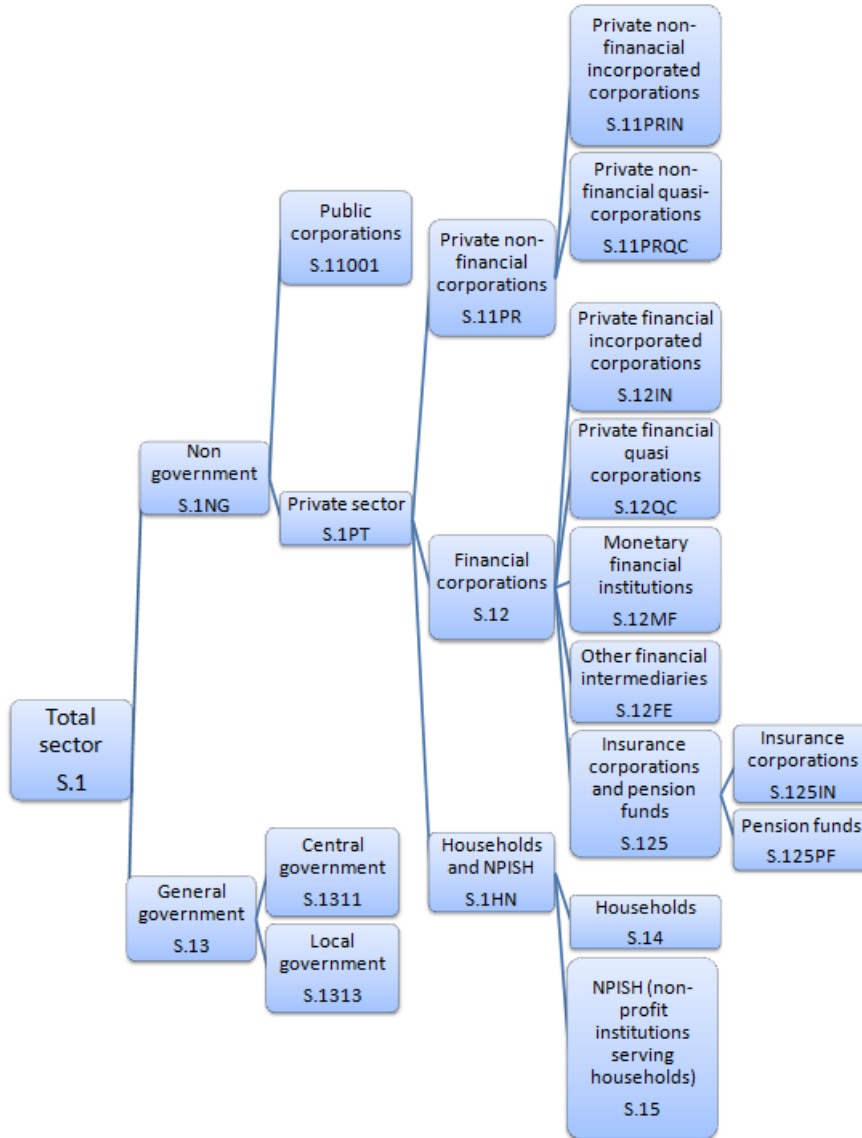 Private non-
finanacial
incorporated
corporations
S.11PRIN
Private non-
financial quasi-
corporations
S.11PRQC
Public
corporations
S.11001
Private non-
financial
corporations
S.11PR
Private financial
incorporated
corporations
S.12IN
Private financial
quasi
corporations
S.12QC
Non
government
S.1NG
Private sector
S.1PT
Financial
corporations
S.12
Monetary
financial
institutions
S.12MF
Other financial
intermediaries
S.12FE
Insurance
corporations
and pension
funds
S.125
Insurance
corporations
S.125IN
Pension funds
S.125PF
Total
sector
S.1
General
government
S.13
Central
government
S.1311
Local
government
S.1313
Households
and NPISH
S.1HN
Households
S.14
NPISH (non-
profit
institutions
serving
households)
S.15